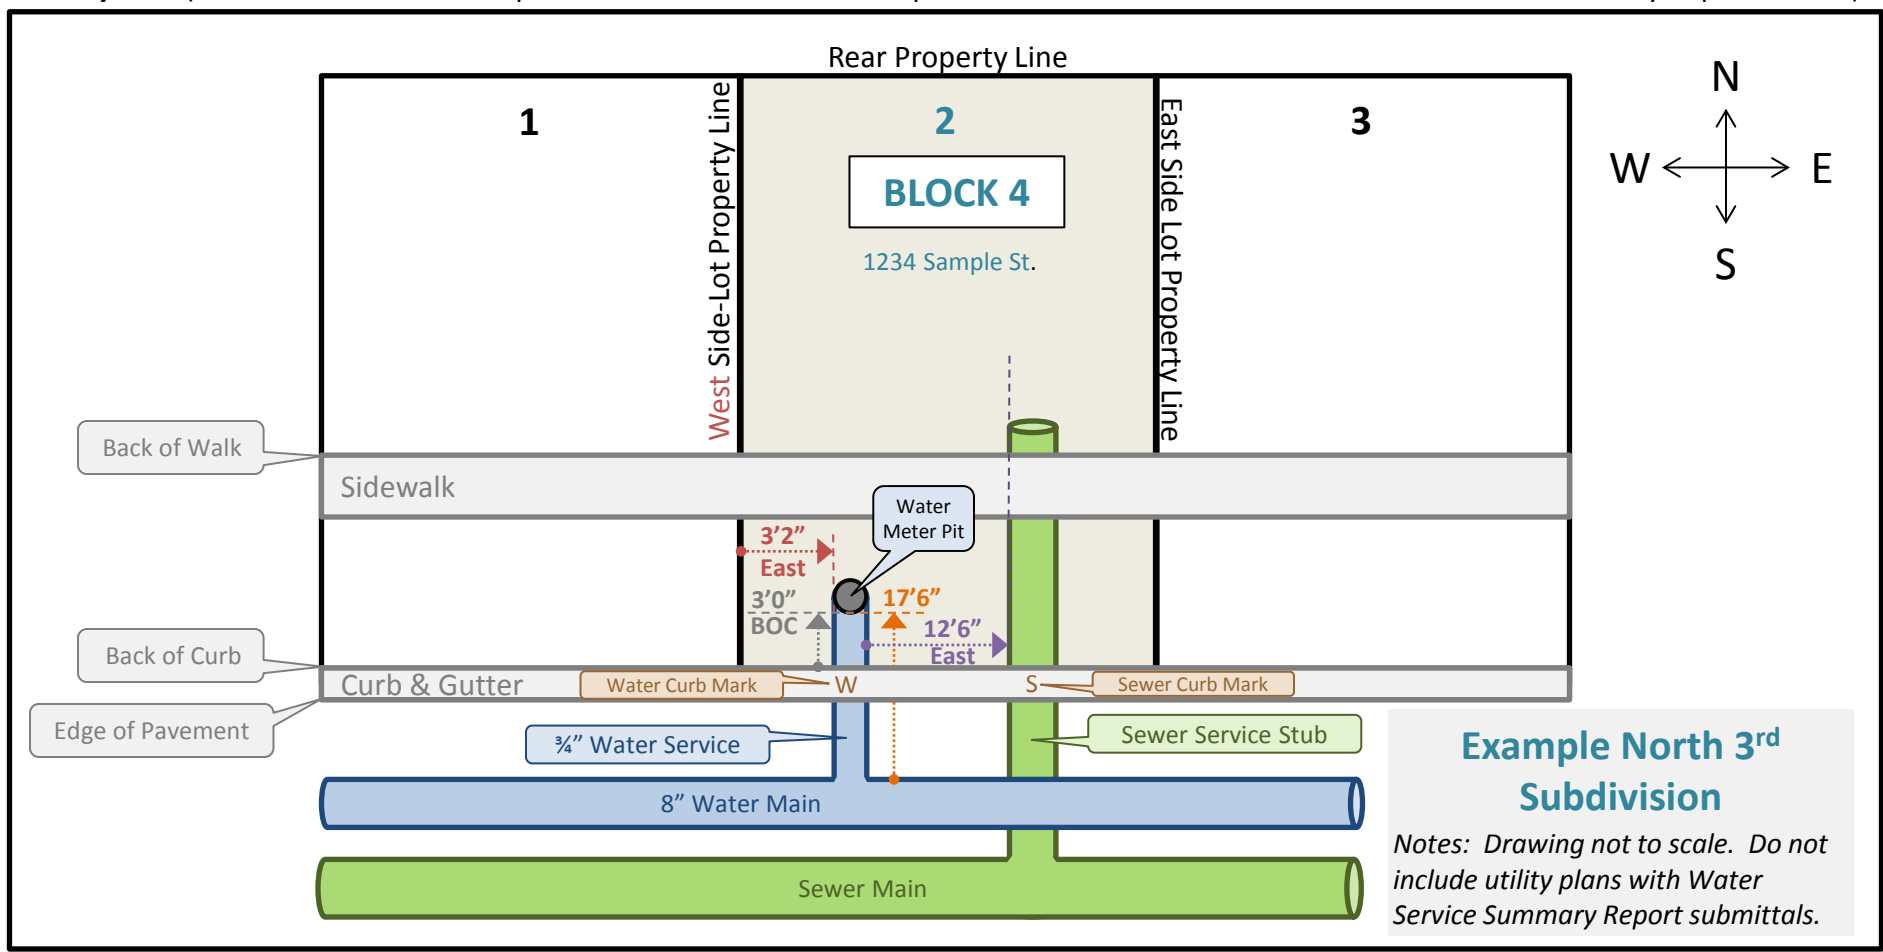 Rear Property Line
N
W
E
S
1
2
3
BLOCK 4
1234 Sample St.
West Side-Lot Property Line
East Side Lot Property Line
Back of Walk
Sidewalk
Water
Meter Pit
3’2”
East
3’0”
BOC
17’6”
12’6”
East
Back of Curb
Curb & Gutter
Water Curb Mark
W
S
Sewer Curb Mark
Edge of Pavement
¾” Water Service
Sewer Service Stub
8” Water Main
Sewer Main
Example North 3rd
Subdivision
Notes: Drawing not to scale. Do not
include utility plans with Water
Service Summary Report submittals.